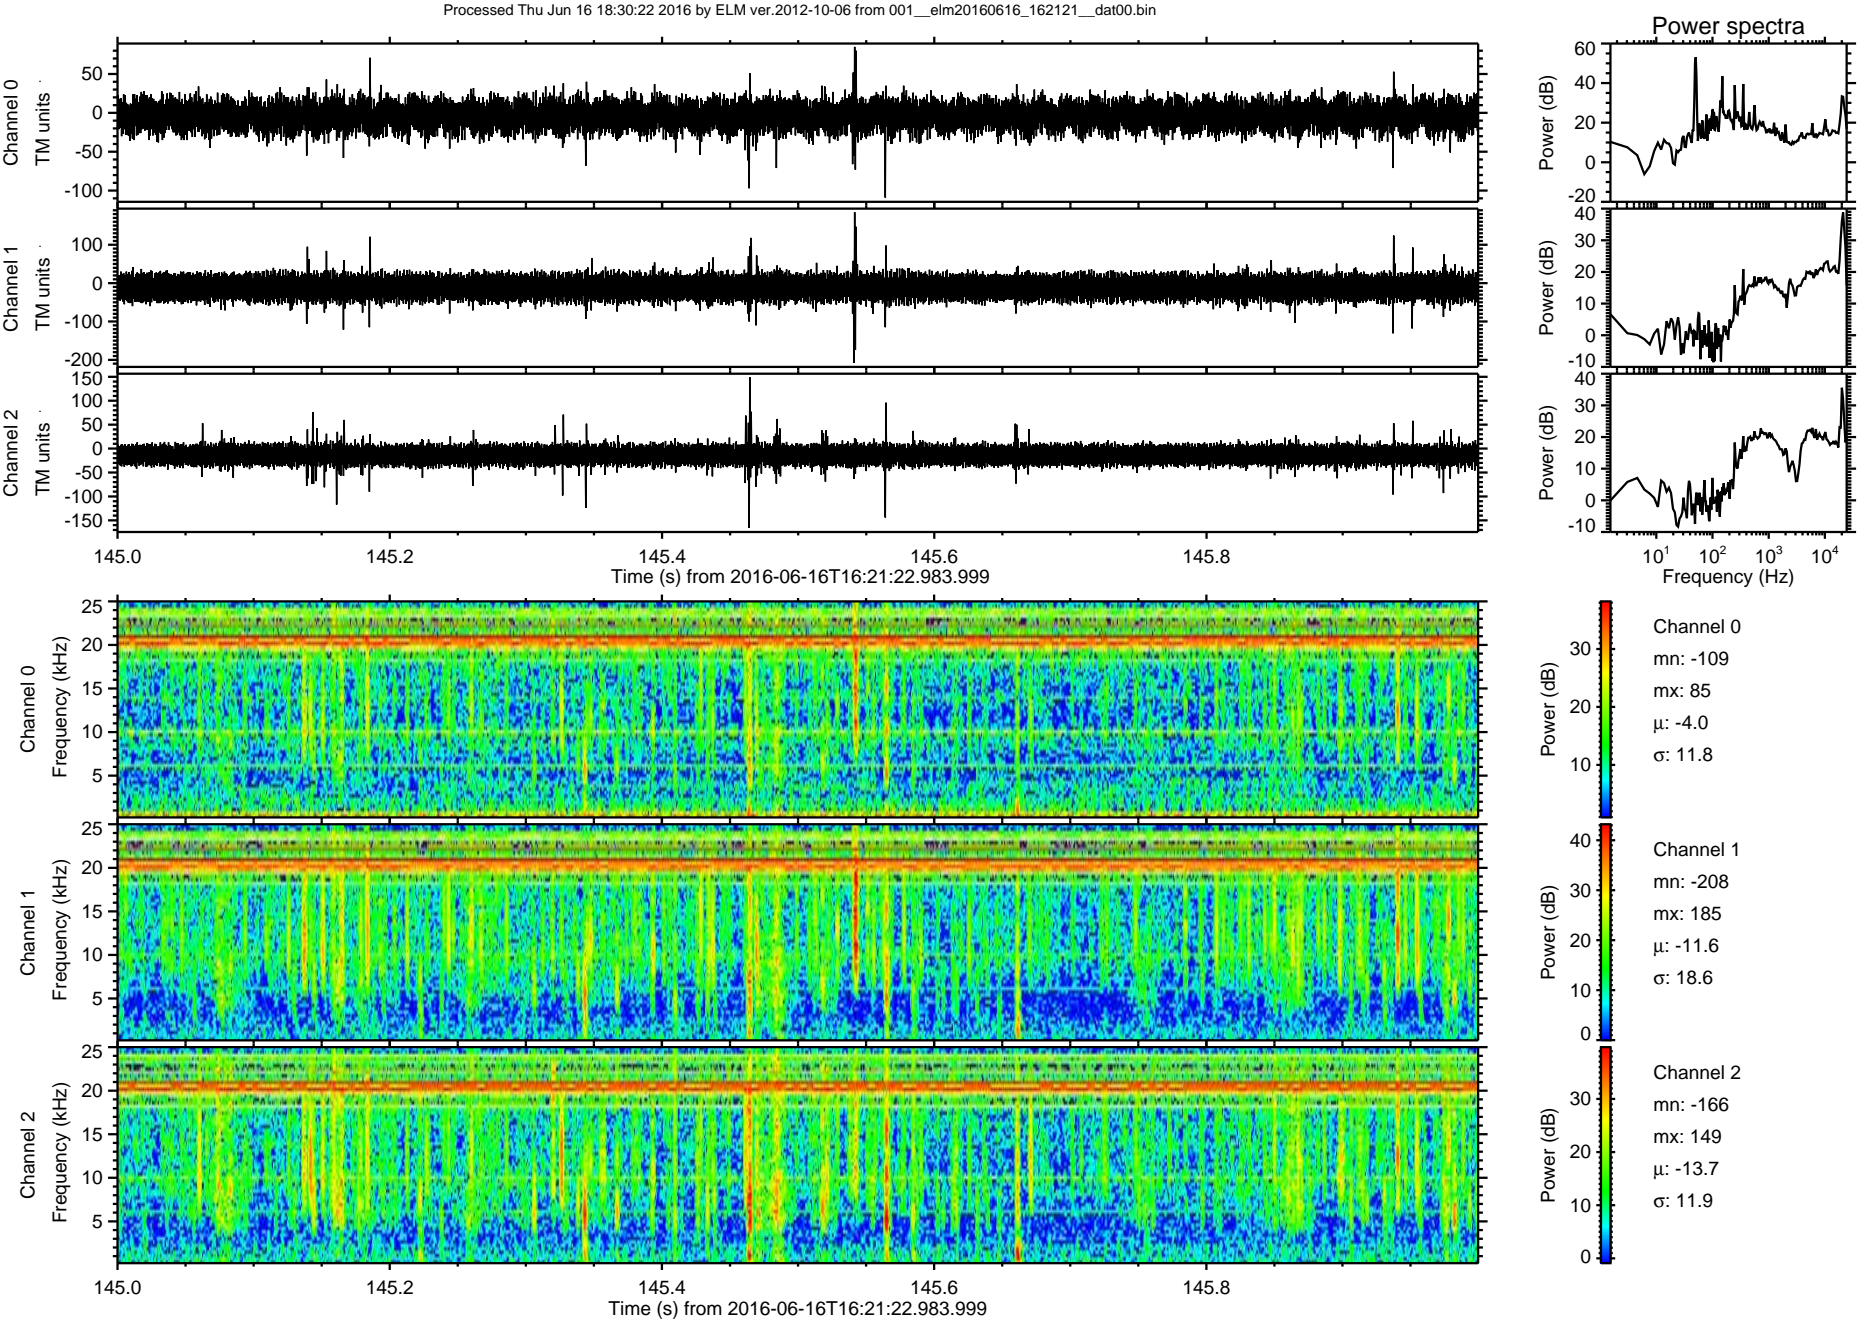 Processed Thu Jun 16 18:30:22 2016 by ELM ver.2012-10-06 from 001__elm20160616_162121__dat00.bin
Power spectra
Channel 0
TM units
50
0
-50
-100
Power (dB)
60
40
20
0
-20
Channel 1
TM units
100
0
-100
-200
Power (dB)
40
30
20
10
0
-10
Channel 2
TM units
150
100
50
0
-50
-100
-150
Power (dB)
40
30
20
10
0
-10
145.0 145.2 145.4 145.6 145.8
Time (s) from 2016-06-16T16:21:22.983.999
10¹ 10² 10³ 10⁴
Frequency (Hz)
Channel 0
Frequency (kHz)
25
20
15
10
5
Power (dB)
30
20
10
Channel 0
mn: -109
mx: 85
µ: -4.0
σ: 11.8
Channel 1
Frequency (kHz)
25
20
15
10
5
Power (dB)
40
30
20
10
0
Channel 1
mn: -208
mx: 185
µ: -11.6
σ: 18.6
Channel 2
Frequency (kHz)
25
20
15
10
5
Power (dB)
30
20
10
0
Channel 2
mn: -166
mx: 149
µ: -13.7
σ: 11.9
145.0 145.2 145.4 145.6 145.8
Time (s) from 2016-06-16T16:21:22.983.999